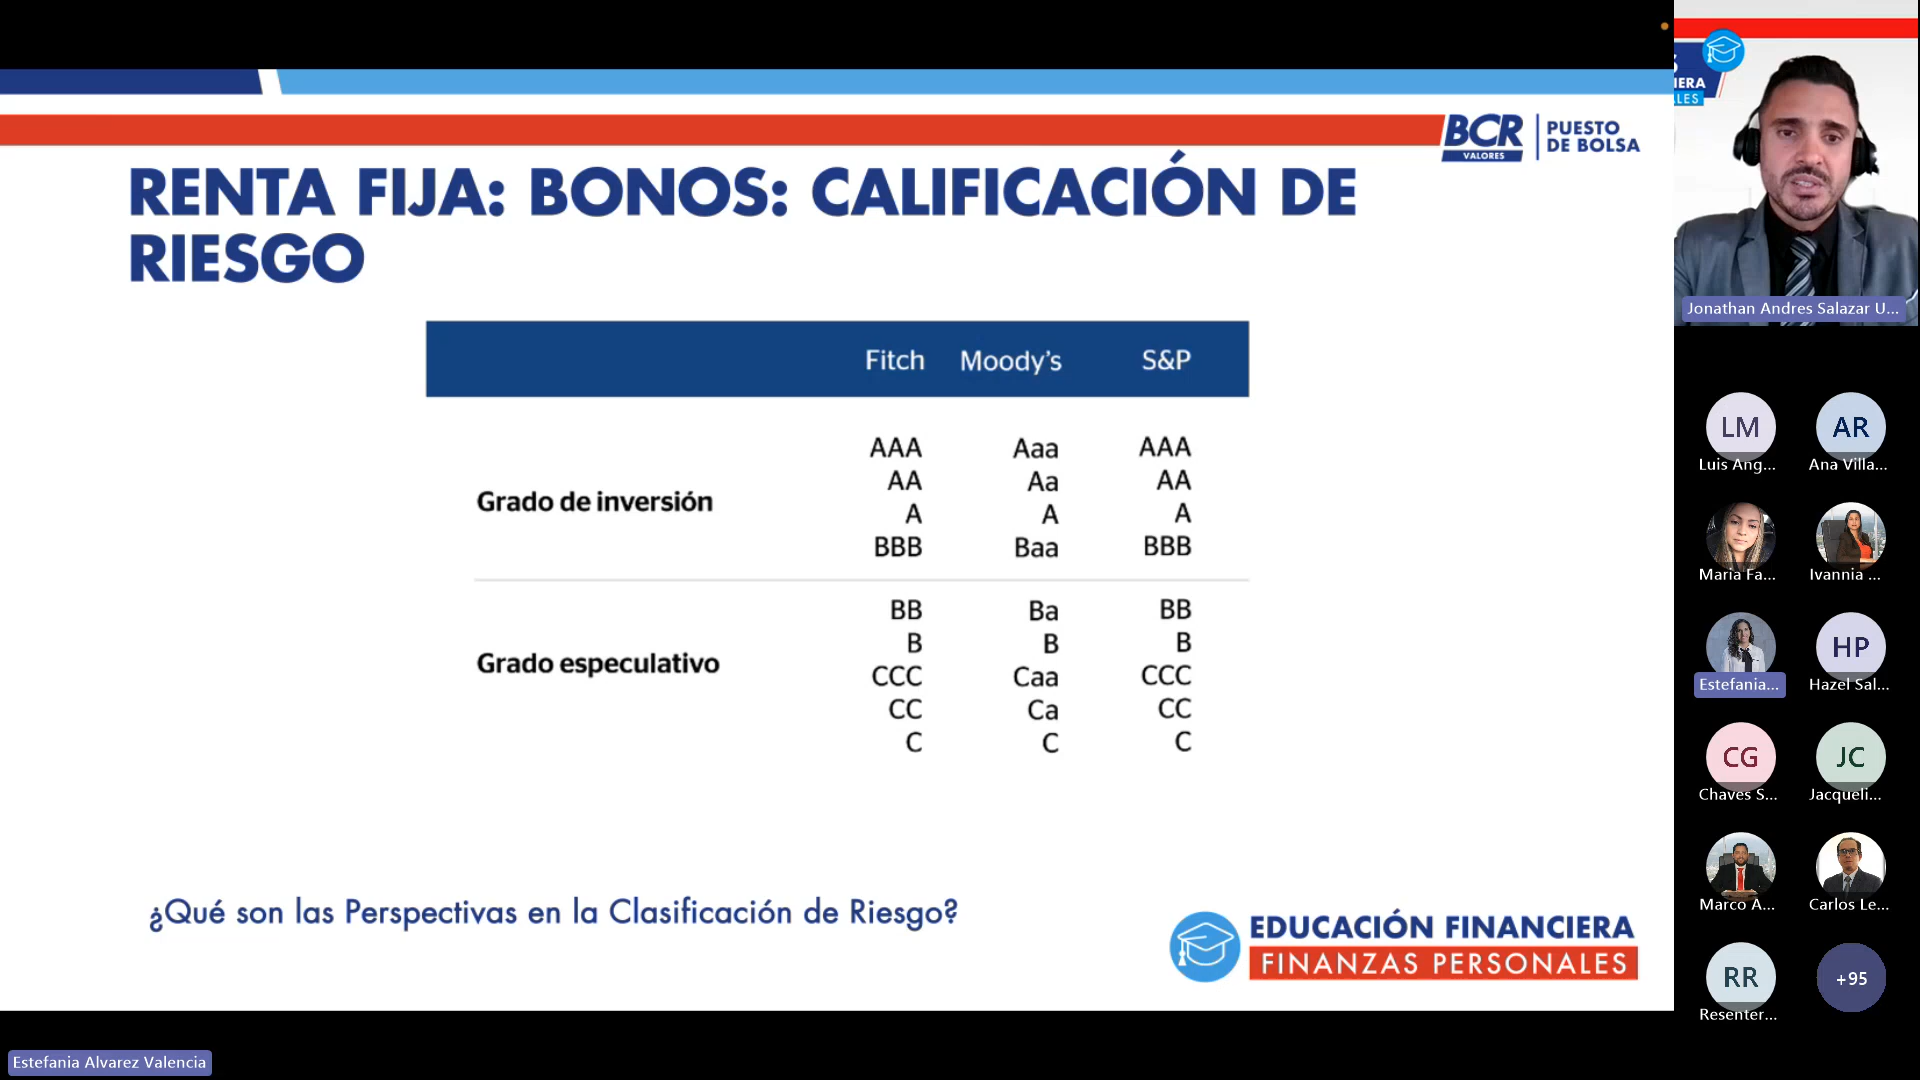 BCR
VALORES
PUESTO
DE BOLSA
RENTA FIJA: BONOS: CALIFICACIÓN DE
RIESGO
Fitch Moody's S&P
Grado de inversión
AAA Aaa AAA
AA Aa AA
A A A
BBB Baa BBB
Grado especulativo
BB Ba BB
B B B
CCC Caa CCC
CC Ca CC
C C C
¿Qué son las Perspectivas en la Clasificación de Riesgo?
EDUCACIÓN FINANCIERA
FINANZAS PERSONALES
Estefania Alvarez Valencia
IERA
LES
Jonathan Andres Salazar U...
LM AR
Luis Ang... Ana Villa...
Maria Fa... Ivannia ...
HP
Estefania... Hazel Sal...
CG JC
Chaves S... Jacqueli...
Marco A... Carlos Le...
RR +95
Resenter...